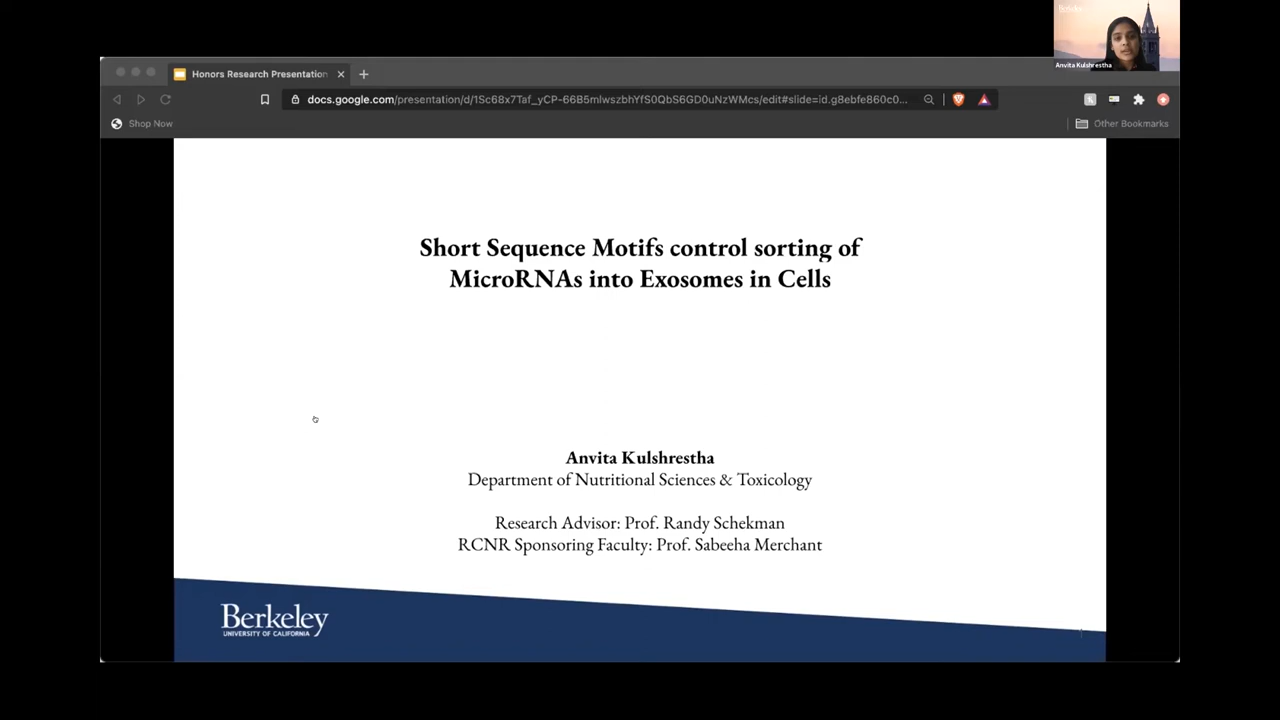 Berkeley
Anvita Kulshrestha
Honors Research Presentation
docs.google.com/presentation/d/1Sc68x7Taf_yCP-66B5mlwszbhYfS0QbS6GD0uNzWMcs/edit#slide=id.g8ebfe860c0...
Shop Now
Other Bookmarks
Short Sequence Motifs control sorting of
MicroRNAs into Exosomes in Cells
Anvita Kulshrestha
Department of Nutritional Sciences & Toxicology
Research Advisor: Prof. Randy Schekman
RCNR Sponsoring Faculty: Prof. Sabeeha Merchant
Berkeley
UNIVERSITY OF CALIFORNIA